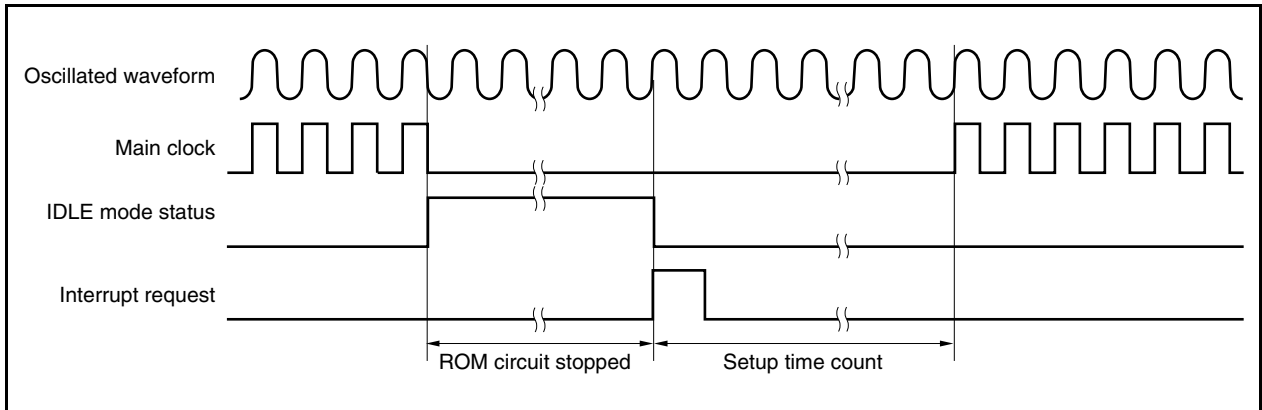 Oscillated waveform
Main clock
IDLE mode status
Interrupt request
ROM circuit stopped
Setup time count